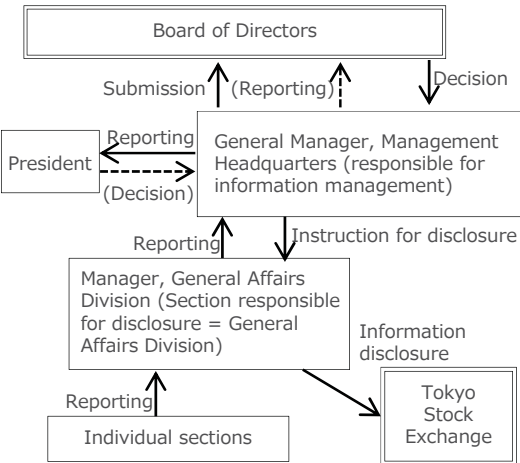 Board of Directors
Submission
(Reporting)
Decision
Reporting
President
(Decision)
General Manager, Management
Headquarters (responsible for
information management)
Reporting
Instruction for disclosure
Manager, General Affairs
Division (Section responsible
for disclosure = General
Affairs Division)
Information
disclosure
Reporting
Tokyo
Stock
Exchange
Individual sections